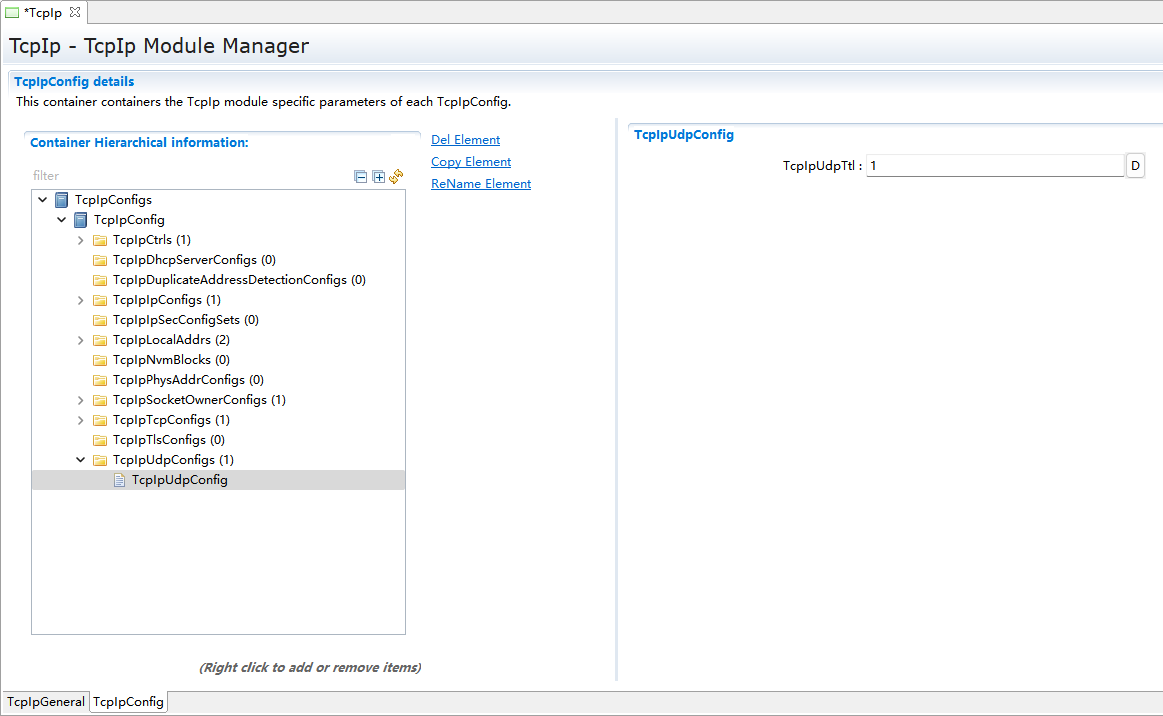 *TcpIp
TcpIp - TcpIp Module Manager
TcpIpConfig details
This container containers the TcpIp module specific parameters of each TcpIpConfig.
Container Hierarchical information:
filter
TcpIpConfigs
TcpIpConfig
TcpIpCtrls (1)
TcpIpDhcpServerConfigs (0)
TcpIpDuplicateAddressDetectionConfigs (0)
TcpIpIpConfigs (1)
TcpIpIpSecConfigSets (0)
TcpIpLocalAddrs (2)
TcpIpNvmBlocks (0)
TcpIpPhysAddrConfigs (0)
TcpIpSocketOwnerConfigs (1)
TcpIpTcpConfigs (1)
TcpIpTlsConfigs (0)
TcpIpUdpConfigs (1)
TcpIpUdpConfig
(Right click to add or remove items)
Del Element
Copy Element
ReName Element
TcpIpUdpConfig
TcpIpUdpTtl : 1 D
TcpIpGeneral TcpIpConfig